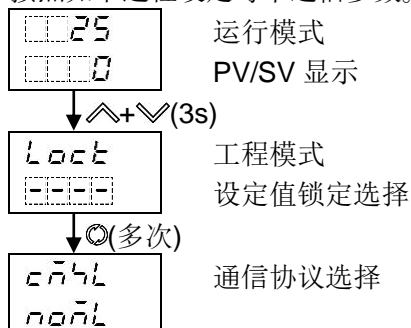 25 运行模式
0 PV/SV 显示
+ (3s)
Lock 工程模式
---- 设定值锁定选择
(多次)
cmSL 通信协议选择
nomL